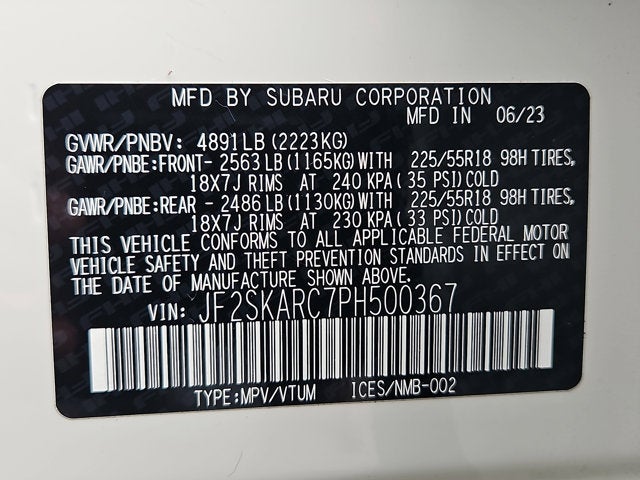 MFD BY SUBARU CORPORATION
MFD IN 06/23
GVWR/PNBV: 4891LB (2223KG)
GAWR/PNBE:FRONT- 2563 LB (1165KG) WITH 225/55R18 98H TIRES,
18X7J RIMS AT 240 KPA ( 35 PSI) COLD
GAWR/PNBE:REAR - 2486 LB (1130KG) WITH 225/55R18 98H TIRES,
18X7J RIMS AT 230 KPA ( 33 PSI) COLD
THIS VEHICLE CONFORMS TO ALL APPLICABLE FEDERAL MOTOR
VEHICLE SAFETY AND THEFT PREVENTION STANDARDS IN EFFECT ON
THE DATE OF MANUFACTURE SHOWN ABOVE.
VIN: JF2SKARC7PH500367
TYPE:MPV/VTUM ICES/NMB-002